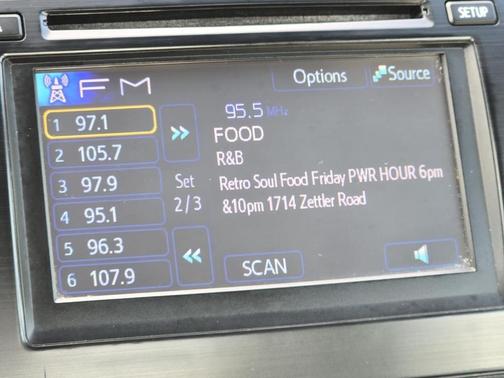 SETUP
FM
Options
Source
1 97.1
2 105.7
3 97.9
4 95.1
5 96.3
6 107.9
Set
2/3
95.5 MHz
FOOD
R&B
Retro Soul Food Friday PWR HOUR 6pm
&10pm 1714 Zettler Road
SCAN